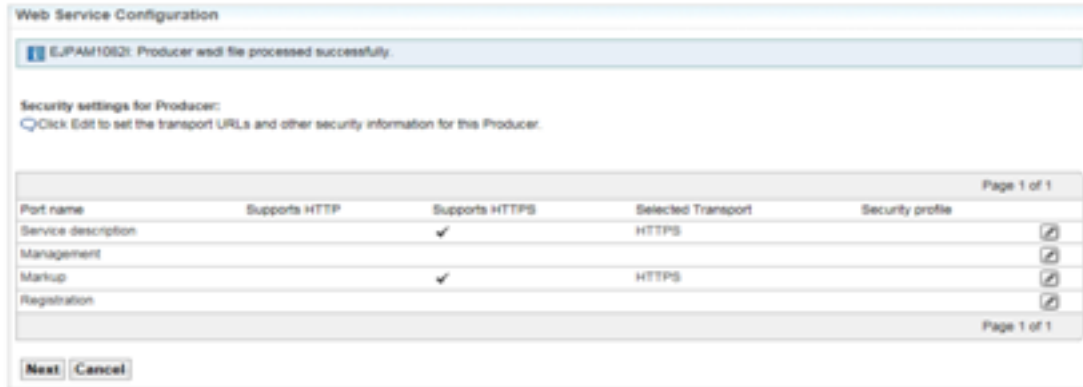 Web Service Configuration
EJPAM1082I: Producer wsdl file processed successfully.
Security settings for Producer:
Click Edit to set the transport URLs and other security information for this Producer.
Page 1 of 1
Port name Supports HTTP Supports HTTPS Selected Transport Security profile
Service description ✓ HTTPS
Management
Markup ✓ HTTPS
Registration
Page 1 of 1
Next Cancel